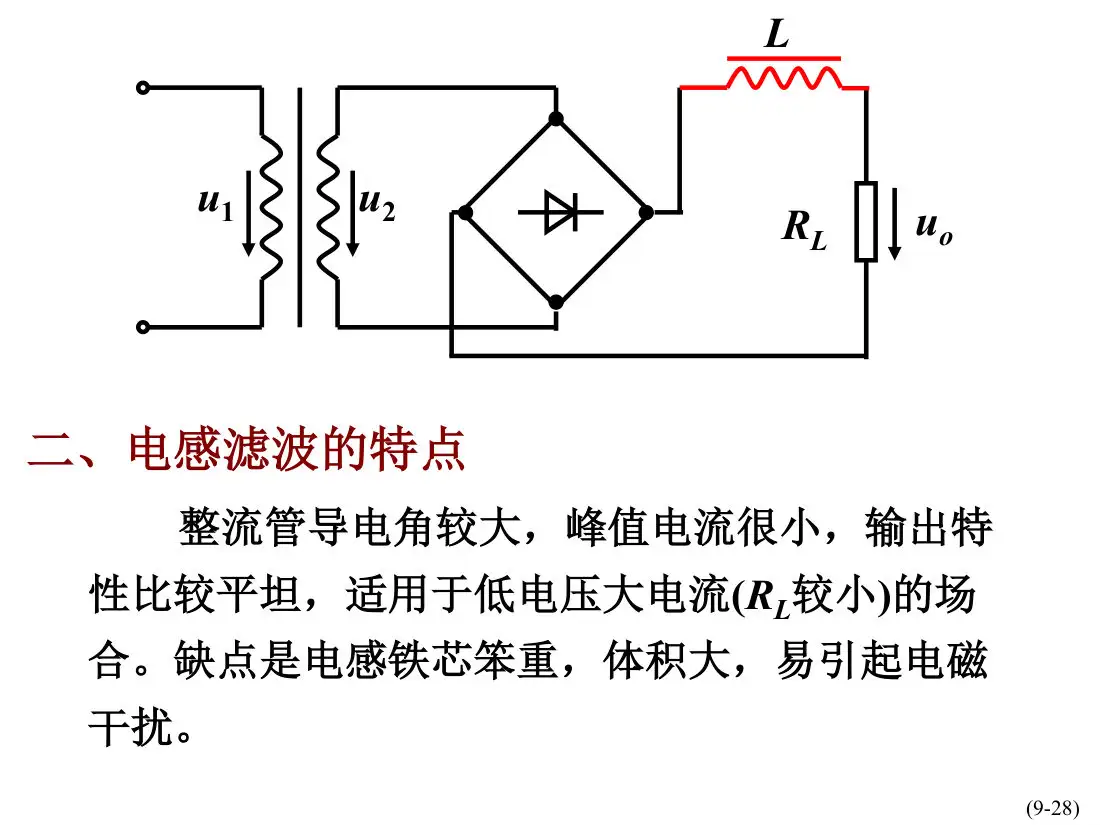 L
u1
u2
RL
uo
二、电感滤波的特点
整流管导电角较大，峰值电流很小，输出特
性比较平坦，适用于低电压大电流(RL较小)的场
合。缺点是电感铁芯笨重，体积大，易引起电磁
干扰。
(9-28)